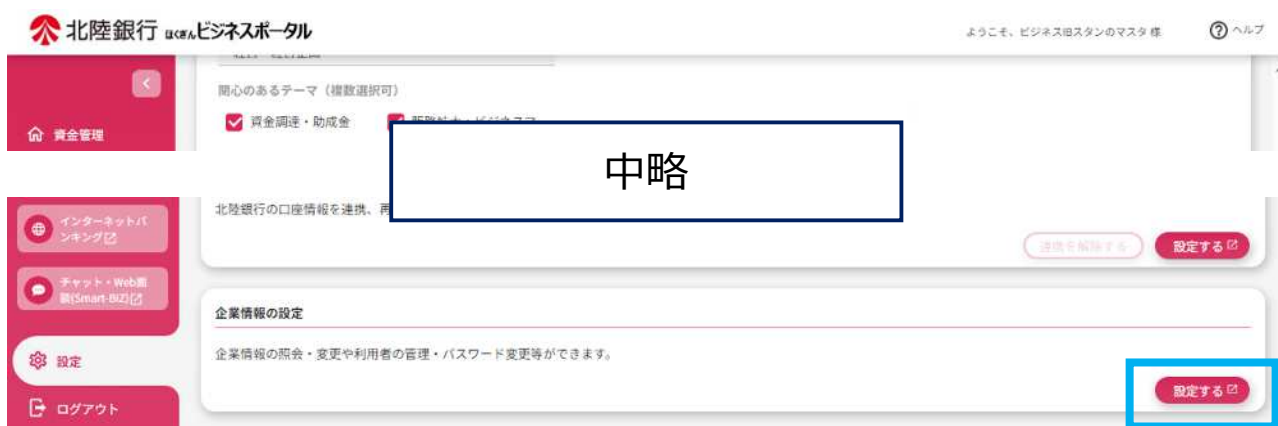 北陸銀行 ほくぎんビジネスポータル
ようこそ、ビジネス旧スタンのマスタ 様
ヘルプ
関心のあるテーマ（複数選択可）
資金調達・助成金
資金管理
中略
北陸銀行の口座情報を連携、再
インターネットバ
ンキング
連携を解除する
設定する
チャット・Web面
談(Smart-BIZ)
企業情報の設定
企業情報の照会・変更や利用者の管理・パスワード変更等ができます。
設定
設定する
ログアウト